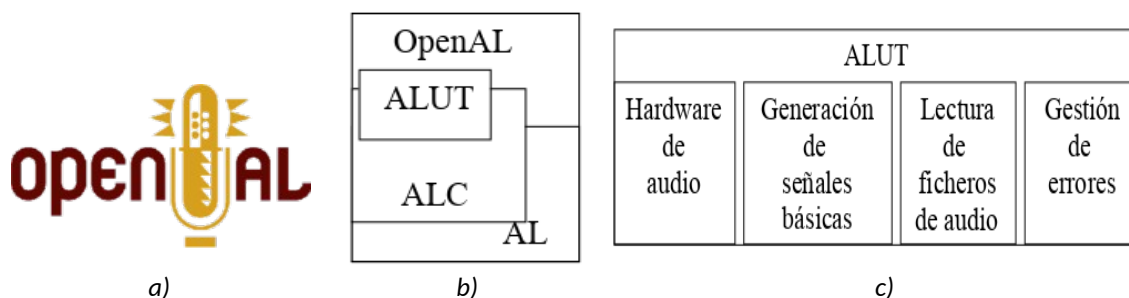 OPENAL
a)
OpenAL
ALUT
ALC
AL
b)
ALUT
Hardware
de
audio
Generación
de
señales
básicas
Lectura
de
ficheros
de audio
Gestión
de
errores
c)